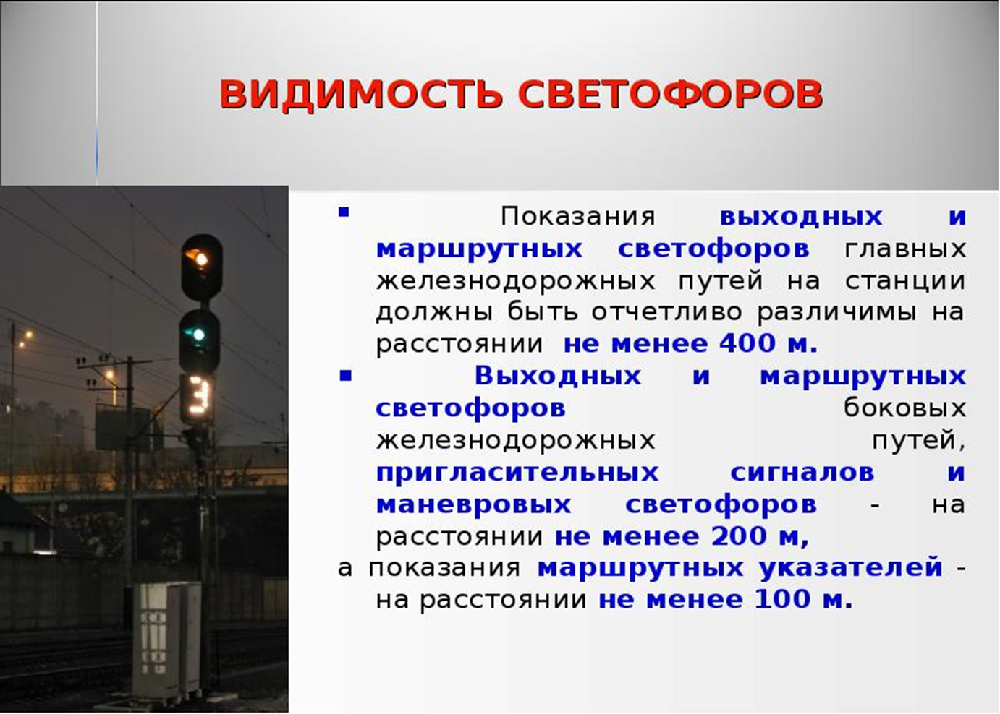 ВИДИМОСТЬ СВЕТОФОРОВ
▪ Показания выходных и
маршрутных светофоров главных
железнодорожных путей на станции
должны быть отчетливо различимы на
расстоянии не менее 400 м.
▪ Выходных и маршрутных
светофоров боковых
железнодорожных путей,
пригласительных сигналов и
маневровых светофоров - на
расстоянии не менее 200 м,
а показания маршрутных указателей -
на расстоянии не менее 100 м.
3